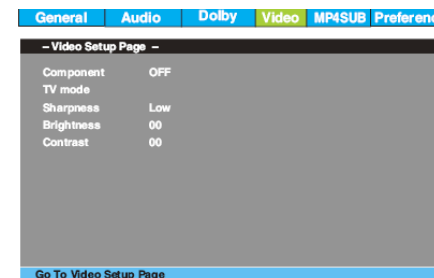 General Audio Dolby Video MP4SUB Preferenc
– Video Setup Page –
Component OFF
TV mode
Sharpness Low
Brightness 00
Contrast 00
Go To Video Setup Page